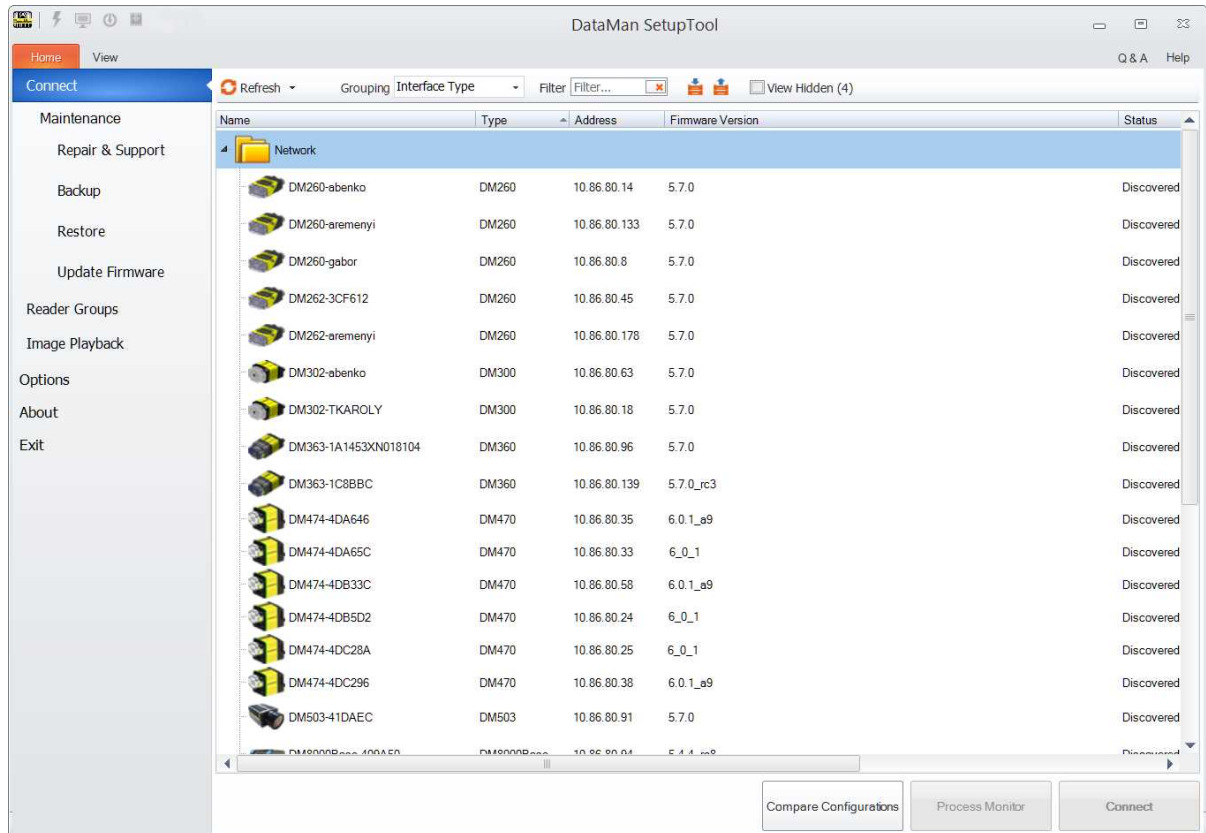 DataMan SetupTool
Home View Q & A Help
Connect
Maintenance
Repair & Support
Backup
Restore
Update Firmware
Reader Groups
Image Playback
Options
About
Exit
Refresh Grouping Interface Type Filter Filter... View Hidden (4)
Name Type Address Firmware Version Status
Network
DM260-abenko DM260 10.86.80.14 5.7.0 Discovered
DM260-aremenyi DM260 10.86.80.133 5.7.0 Discovered
DM260-gabor DM260 10.86.80.8 5.7.0 Discovered
DM262-3CF612 DM260 10.86.80.45 5.7.0 Discovered
DM262-aremenyi DM260 10.86.80.178 5.7.0 Discovered
DM302-abenko DM300 10.86.80.63 5.7.0 Discovered
DM302-TKAROLY DM300 10.86.80.18 5.7.0 Discovered
DM363-1A1453XN018104 DM360 10.86.80.96 5.7.0 Discovered
DM363-1C8BBC DM360 10.86.80.139 5.7.0_rc3 Discovered
DM474-4DA646 DM470 10.86.80.35 6.0.1_a9 Discovered
DM474-4DA65C DM470 10.86.80.33 6_0_1 Discovered
DM474-4DB33C DM470 10.86.80.58 6.0.1_a9 Discovered
DM474-4DB5D2 DM470 10.86.80.24 6_0_1 Discovered
DM474-4DC28A DM470 10.86.80.25 6_0_1 Discovered
DM474-4DC296 DM470 10.86.80.38 6.0.1_a9 Discovered
DM503-41DAEC DM503 10.86.80.91 5.7.0 Discovered
Compare Configurations Process Monitor Connect